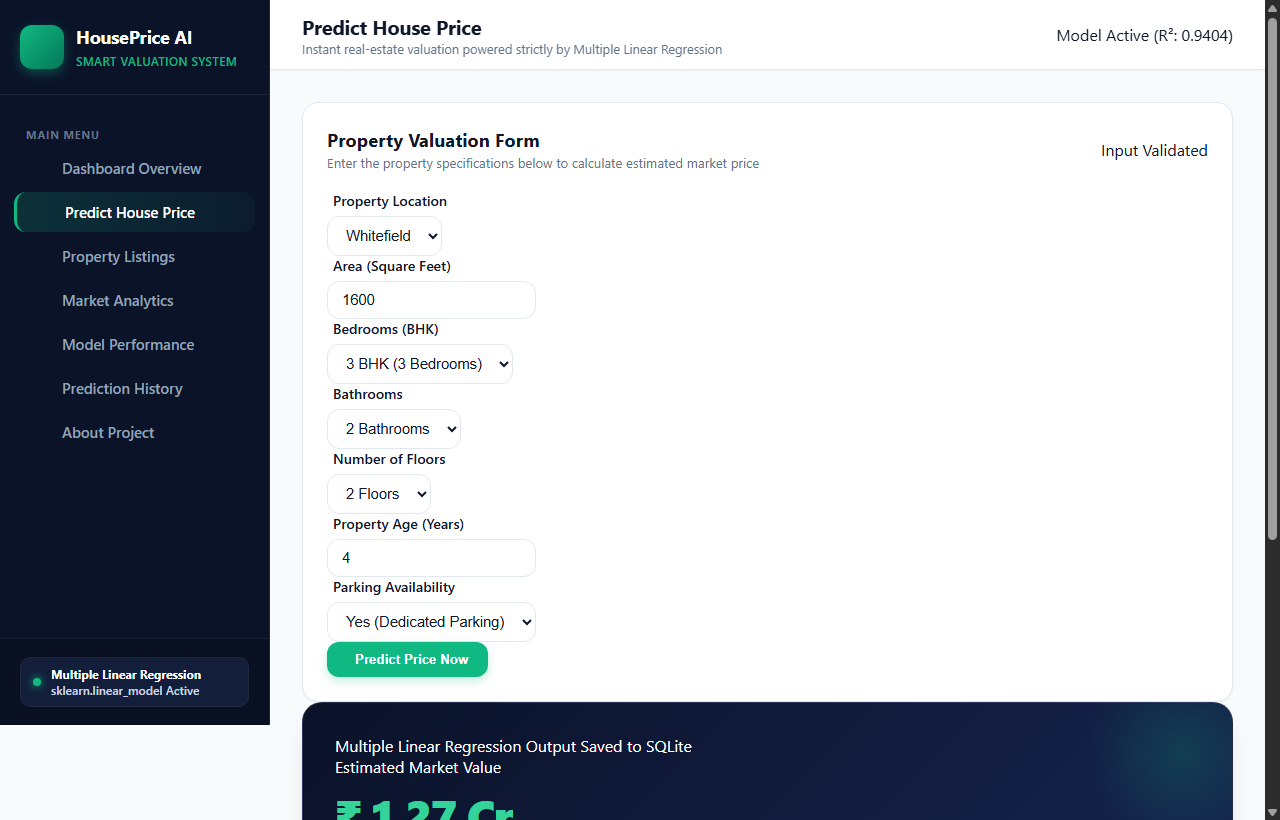 HousePrice AI
SMART VALUATION SYSTEM
MAIN MENU
Dashboard Overview
Predict House Price
Property Listings
Market Analytics
Model Performance
Prediction History
About Project
Multiple Linear Regression
sklearn.linear_model Active
Predict House Price
Instant real-estate valuation powered strictly by Multiple Linear Regression
Model Active (R²: 0.9404)
Property Valuation Form
Enter the property specifications below to calculate estimated market price
Input Validated
Property Location
Whitefield
Area (Square Feet)
1600
Bedrooms (BHK)
3 BHK (3 Bedrooms)
Bathrooms
2 Bathrooms
Number of Floors
2 Floors
Property Age (Years)
4
Parking Availability
Yes (Dedicated Parking)
Predict Price Now
Multiple Linear Regression Output Saved to SQLite
Estimated Market Value
₹ 1.27 Cr